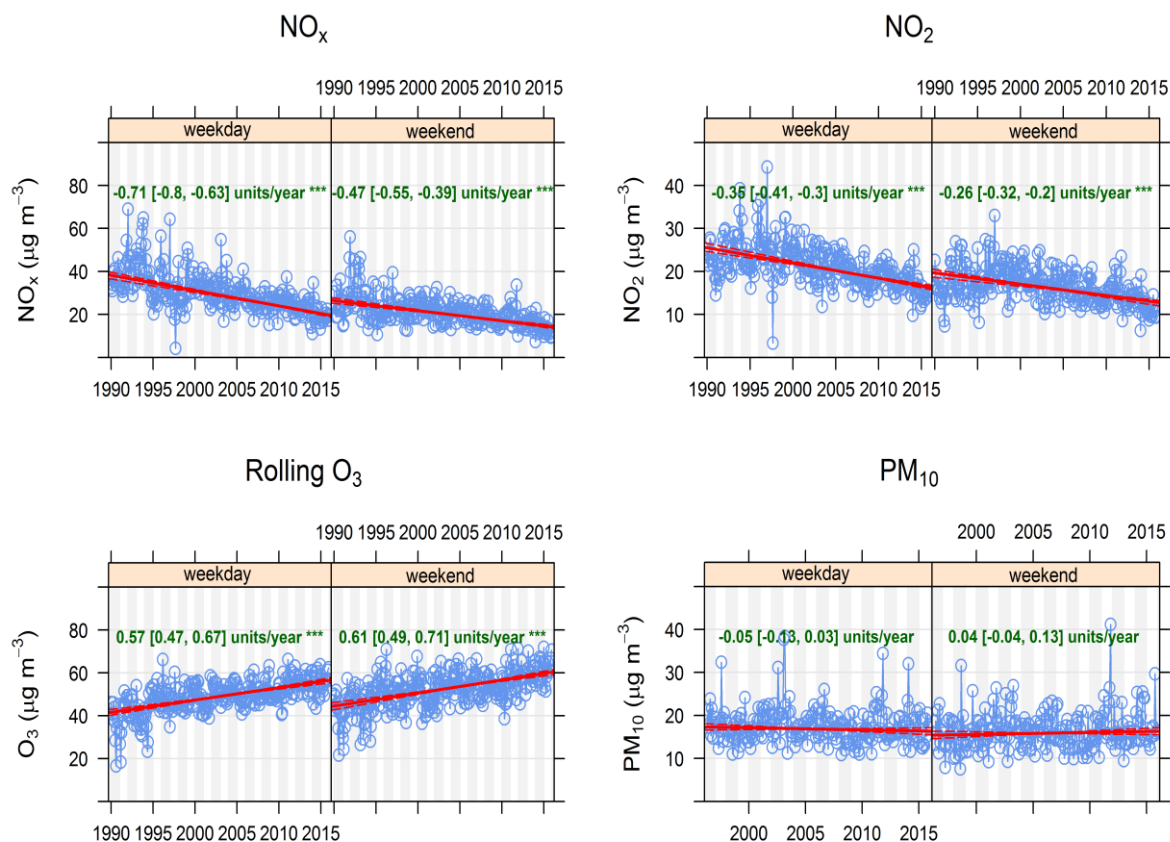 NOx
1990 1995 2000 2005 2010 2015
weekday weekend
-0.71 [-0.8, -0.63] units/year *** -0.47 [-0.55, -0.39] units/year ***
80
60
40
20
NOx (µg m−3)
1990 1995 2000 2005 2010 2015
NO2
1990 1995 2000 2005 2010 2015
weekday weekend
-0.35 [-0.41, -0.3] units/year *** -0.26 [-0.32, -0.2] units/year ***
40
30
20
10
NO2 (µg m−3)
1990 1995 2000 2005 2010 2015
Rolling O3
1990 1995 2000 2005 2010 2015
weekday weekend
0.57 [0.47, 0.67] units/year *** 0.61 [0.49, 0.71] units/year ***
80
60
40
20
O3 (µg m−3)
1990 1995 2000 2005 2010 2015
PM10
2000 2005 2010 2015
weekday weekend
-0.05 [-0.13, 0.03] units/year 0.04 [-0.04, 0.13] units/year
40
30
20
10
PM10 (µg m−3)
2000 2005 2010 2015